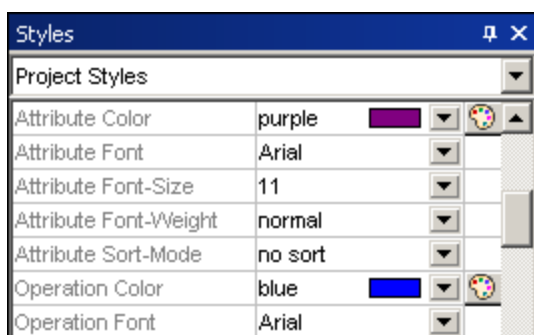 Styles
Project Styles
Attribute Color purple
Attribute Font Arial
Attribute Font-Size 11
Attribute Font-Weight normal
Attribute Sort-Mode no sort
Operation Color blue
Operation Font Arial